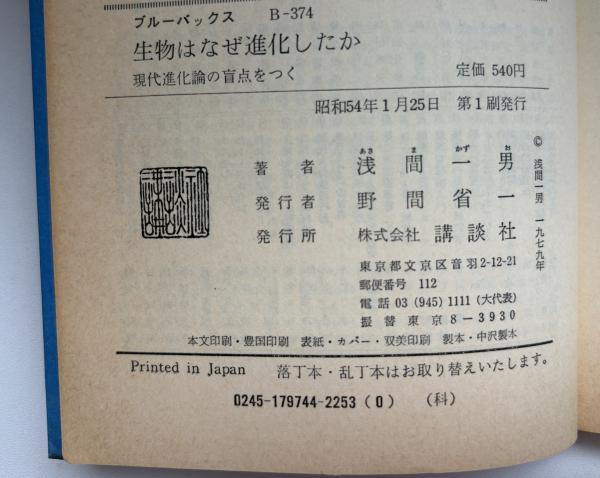 ブルーバックス B-374
生物はなぜ進化したか
現代進化論の盲点をつく 定価 540円
昭和54年1月25日 第1刷発行
あさ ま かず お
著者 浅間一男
発行者 野間省一
発行所 株式会社 講談社
東京都文京区音羽2-12-21
郵便番号 112
電話 03 (945) 1111 (大代表)
振替 東京 8-3930
© 浅間一男 一九七九年
本文印刷・豊国印刷 表紙・カバー・双美印刷 製本・中沢製本
Printed in Japan 落丁本・乱丁本はお取り替えいたします。
0245-179744-2253 (0) (科)